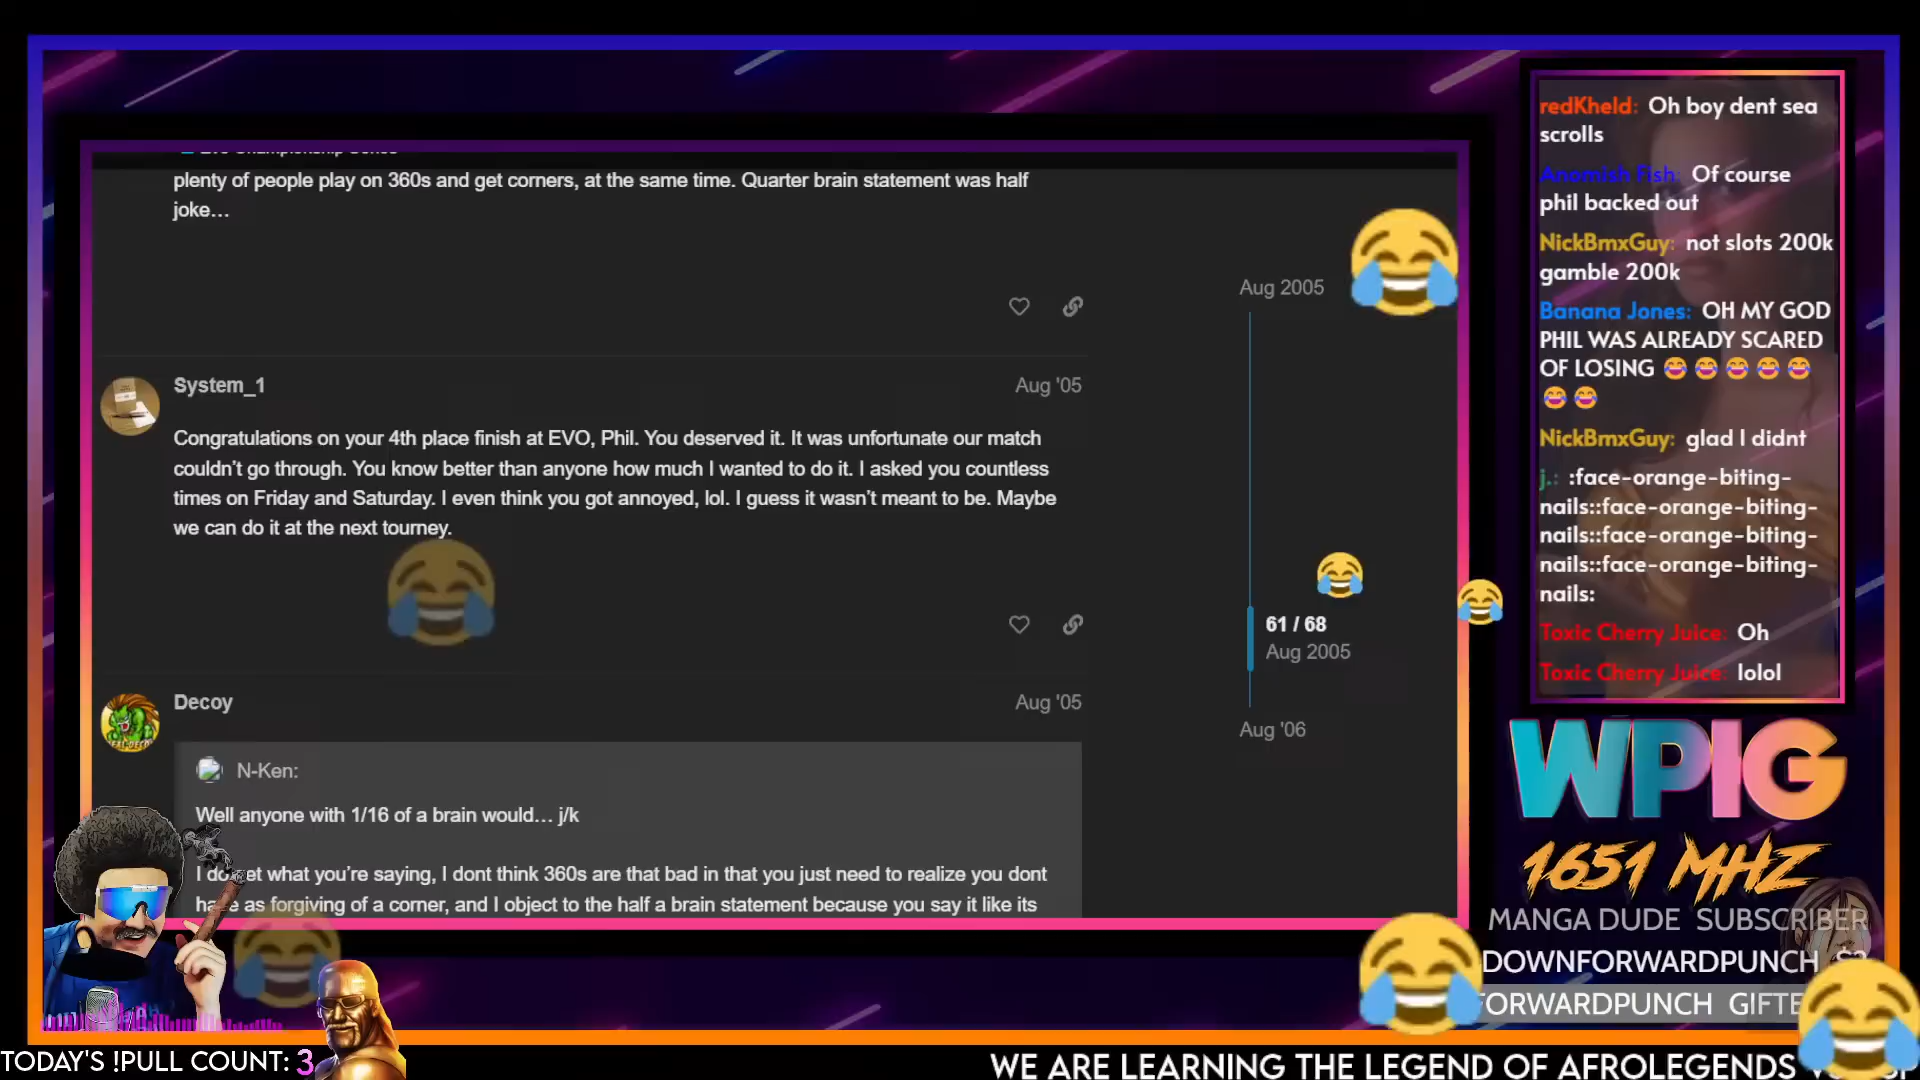 plenty of people play on 360s and get corners, at the same time. Quarter brain statement was half
joke…
System_1
Aug '05
Congratulations on your 4th place finish at EVO, Phil. You deserved it. It was unfortunate our match
couldn't go through. You know better than anyone how much I wanted to do it. I asked you countless
times on Friday and Saturday. I even think you got annoyed, lol. I guess it wasn't meant to be. Maybe
we can do it at the next tourney.
Decoy
Aug '05
N-Ken:
Well anyone with 1/16 of a brain would… j/k
what you're saying, I dont think 360s are that bad in that you just need to realize you dont
as forgiving of a corner, and I object to the half a brain statement because you say it like its
Aug 2005
61 / 68
Aug 2005
Aug '06
redKheld: Oh boy dent sea
scrolls
Anomish Fish: Of course
phil backed out
NickBmxGuy: not slots 200k
gamble 200k
Banana Jones: OH MY GOD
PHIL WAS ALREADY SCARED
OF LOSING 😂 😂 😂 😂 😂
😂 😂
NickBmxGuy: glad I didnt
j.: :face-orange-biting-
nails::face-orange-biting-
nails::face-orange-biting-
nails::face-orange-biting-
nails:
Toxic Cherry Juice: Oh
Toxic Cherry Juice: lolol
WPIG
1651 MHZ
MANGA DUDE SUBSCRIBER
DOWNFORWARDPUNCH
FORWARDPUNCH
TODAY'S !PULL COUNT: 3
WE ARE LEARNING THE LEGEND OF AFROLEGENDS